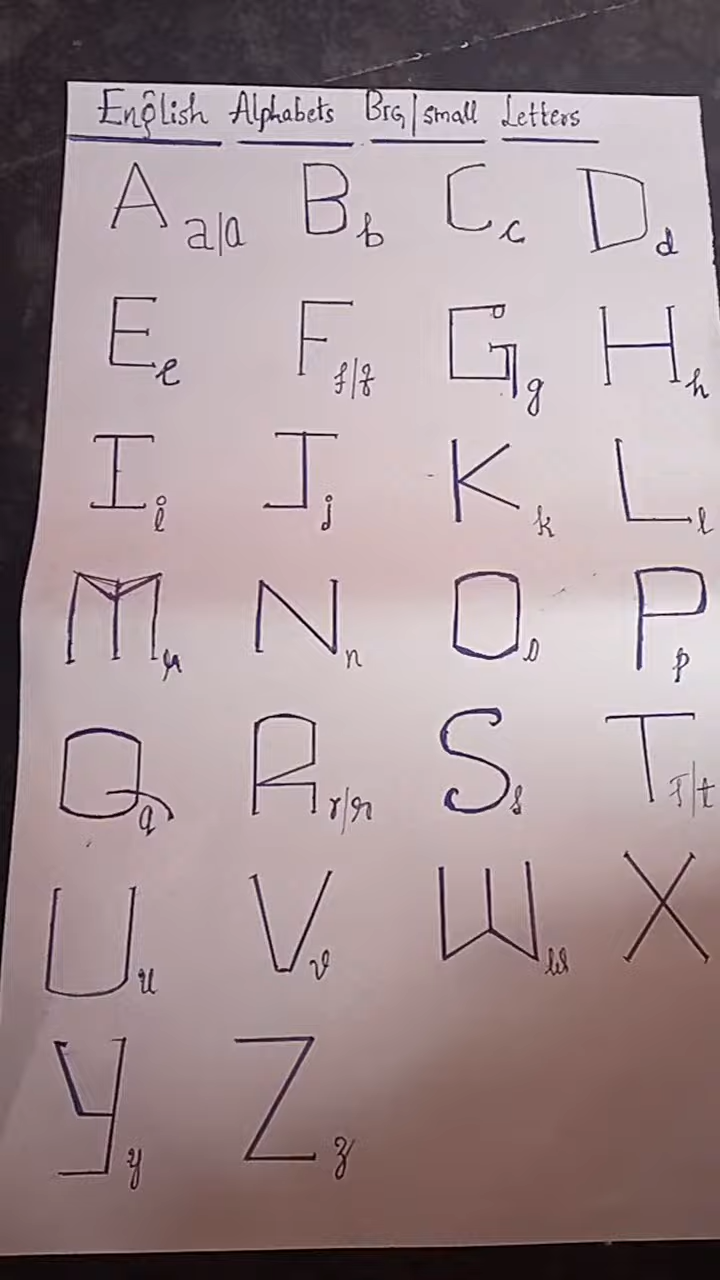 English Alphabets Big|small Letters
A a|a B b C c D d
E e F f|f G g H h
I i J j K k L l
M m N n O o P p
Q q R r|r S s T t|t
U u V v W w X
Y y Z z